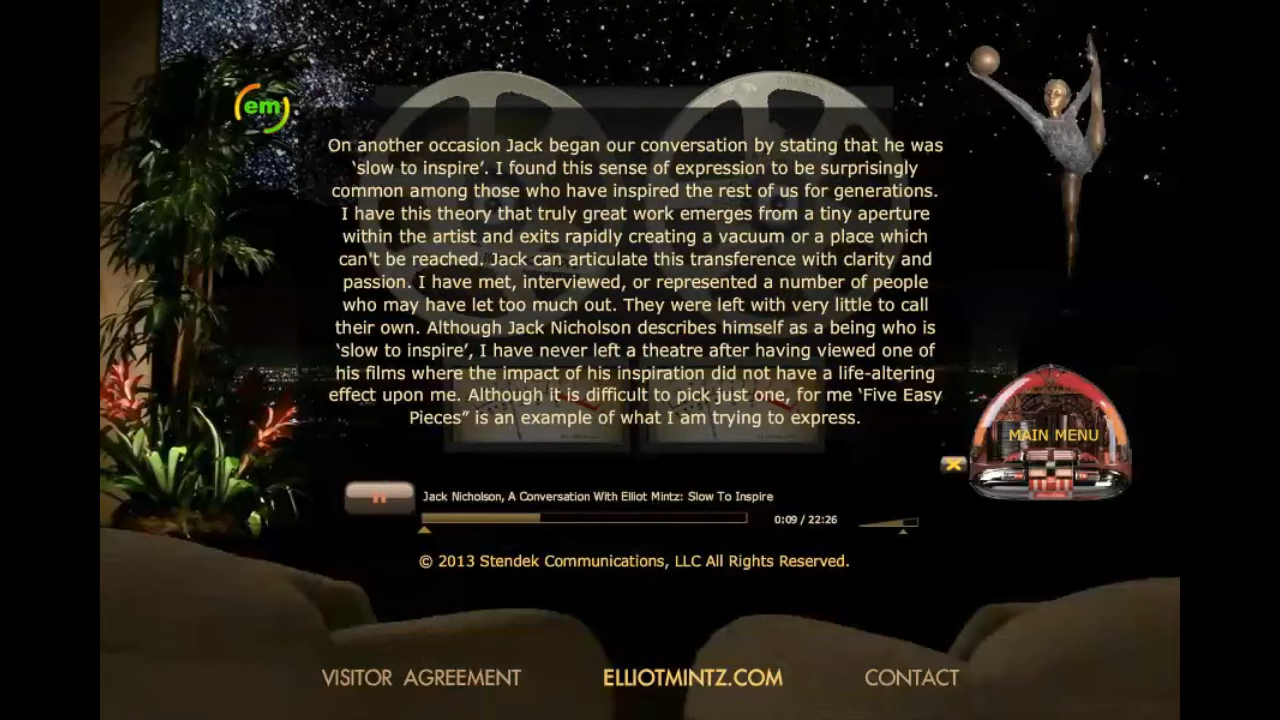 em
On another occasion Jack began our conversation by stating that he was
‘slow to inspire’. I found this sense of expression to be surprisingly
common among those who have inspired the rest of us for generations.
I have this theory that truly great work emerges from a tiny aperture
within the artist and exits rapidly creating a vacuum or a place which
can't be reached. Jack can articulate this transference with clarity and
passion. I have met, interviewed, or represented a number of people
who may have let too much out. They were left with very little to call
their own. Although Jack Nicholson describes himself as a being who is
‘slow to inspire’, I have never left a theatre after having viewed one of
his films where the impact of his inspiration did not have a life-altering
effect upon me. Although it is difficult to pick just one, for me ‘Five Easy
Pieces” is an example of what I am trying to express.
MAIN MENU
Jack Nicholson, A Conversation With Elliot Mintz: Slow To Inspire
0:09 / 22:26
© 2013 Stendek Communications, LLC All Rights Reserved.
VISITOR AGREEMENT ELLIOTMINTZ.COM CONTACT